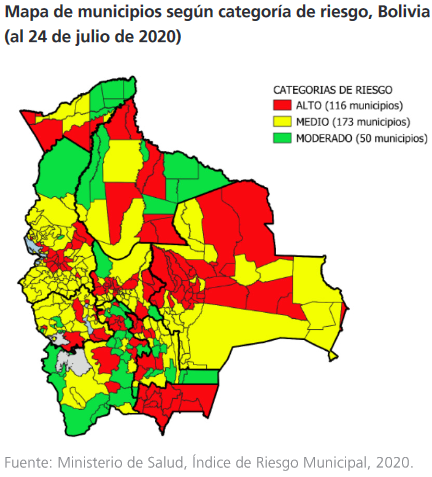 Mapa de municipios según categoría de riesgo, Bolivia
(al 24 de julio de 2020)
CATEGORIAS DE RIESGO
ALTO (116 municipios)
MEDIO (173 municipios)
MODERADO (50 municipios)
Fuente: Ministerio de Salud, Índice de Riesgo Municipal, 2020.